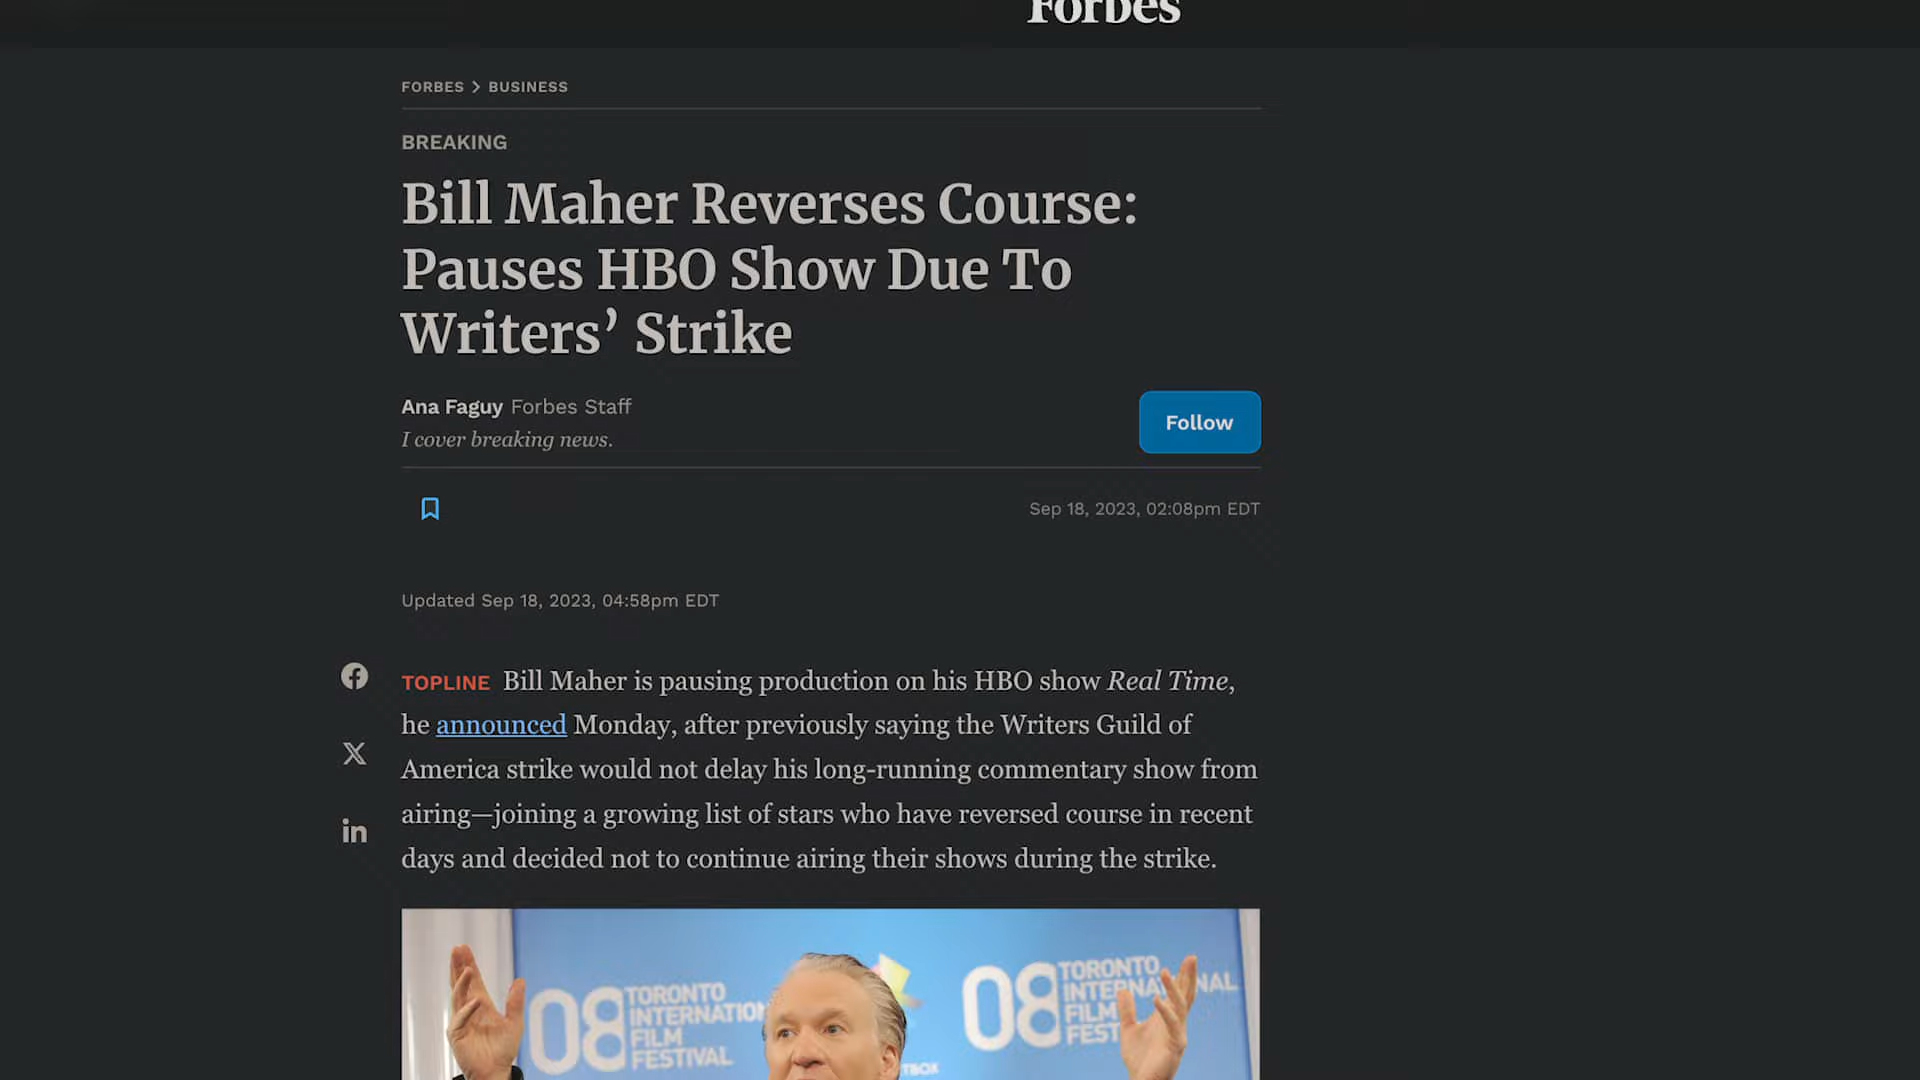 Forbes
FORBES > BUSINESS
BREAKING
Bill Maher Reverses Course:
Pauses HBO Show Due To
Writers’ Strike
Ana Faguy Forbes Staff
I cover breaking news.
Follow
Sep 18, 2023, 02:08pm EDT
Updated Sep 18, 2023, 04:58pm EDT
TOPLINE Bill Maher is pausing production on his HBO show Real Time,
he announced Monday, after previously saying the Writers Guild of
America strike would not delay his long-running commentary show from
airing—joining a growing list of stars who have reversed course in recent
days and decided not to continue airing their shows during the strike.
08 TORONTO
INTERNATION
FILM
FESTIVAL
08 TORONTO
INTERNATIONAL
FILM
FEST
TBOX